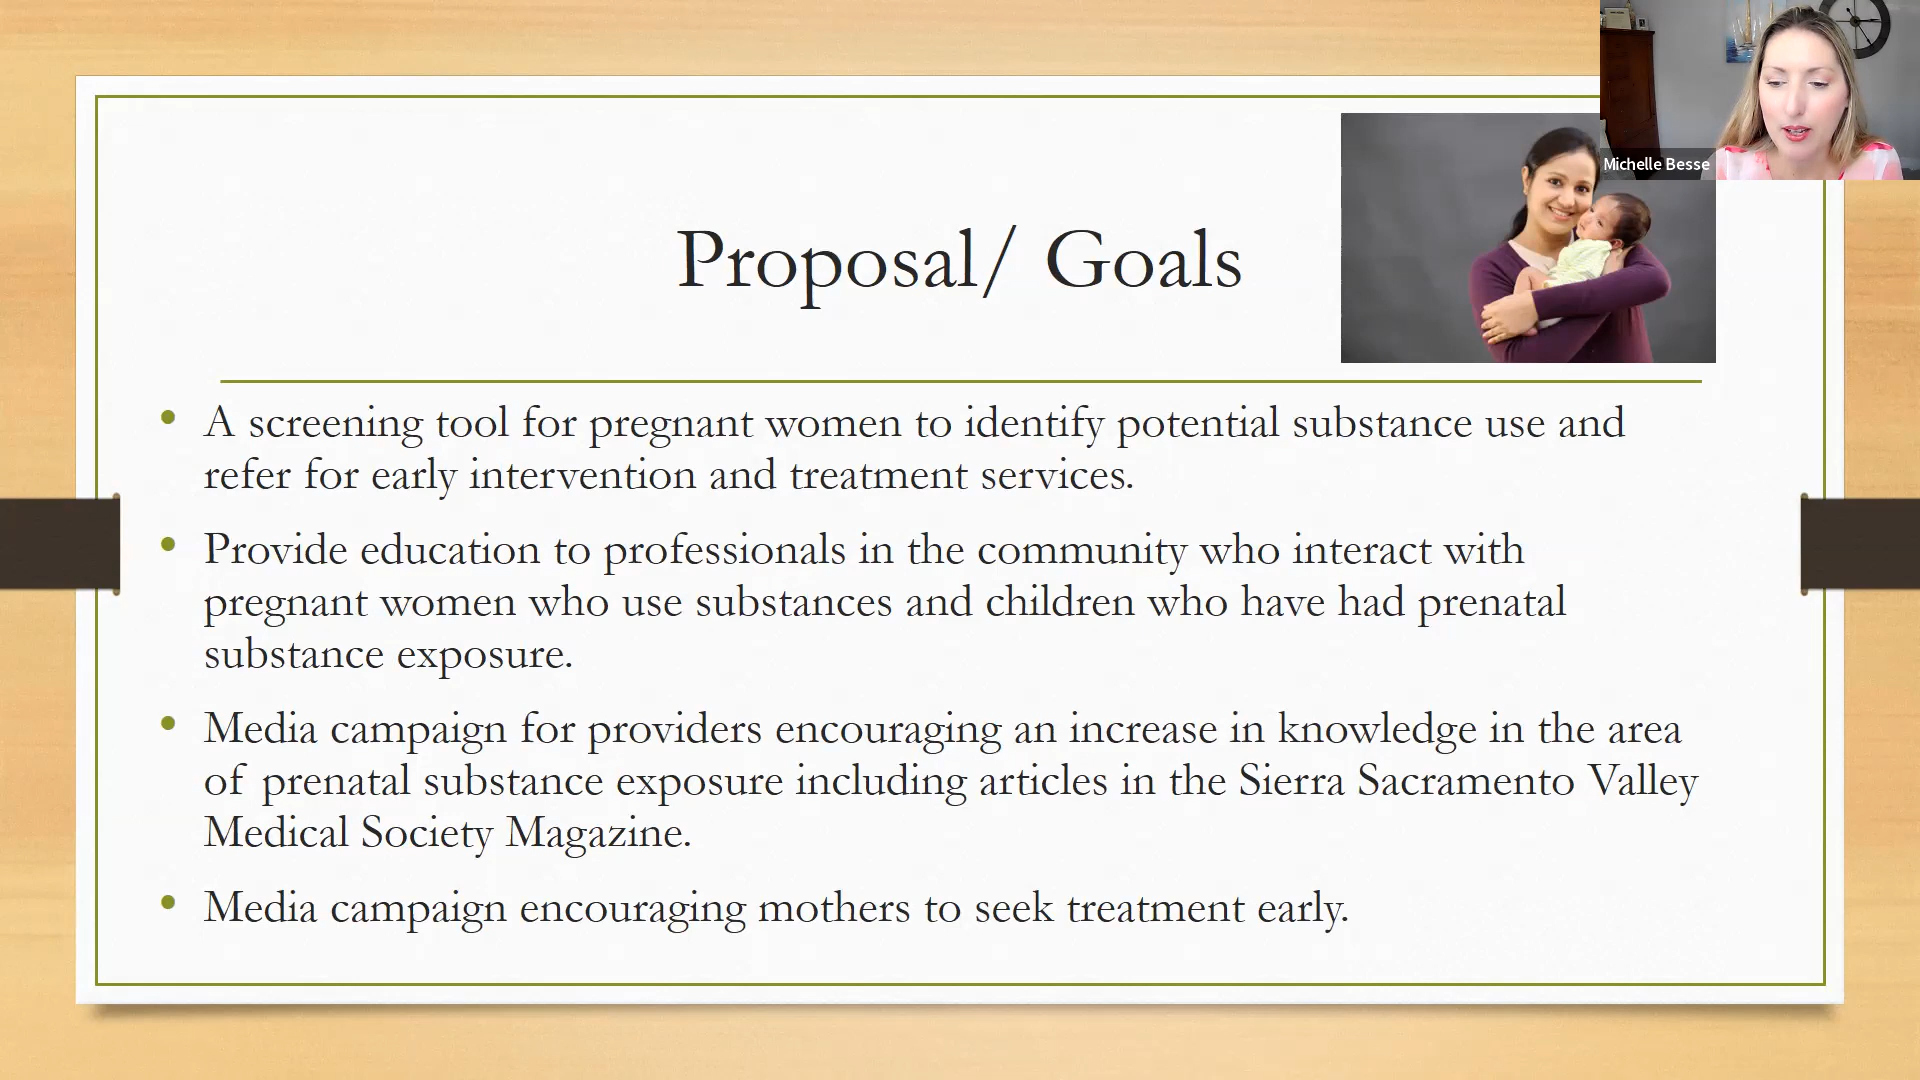 Michelle Besse
Proposal/ Goals
• A screening tool for pregnant women to identify potential substance use and
refer for early intervention and treatment services.
• Provide education to professionals in the community who interact with
pregnant women who use substances and children who have had prenatal
substance exposure.
• Media campaign for providers encouraging an increase in knowledge in the area
of prenatal substance exposure including articles in the Sierra Sacramento Valley
Medical Society Magazine.
• Media campaign encouraging mothers to seek treatment early.